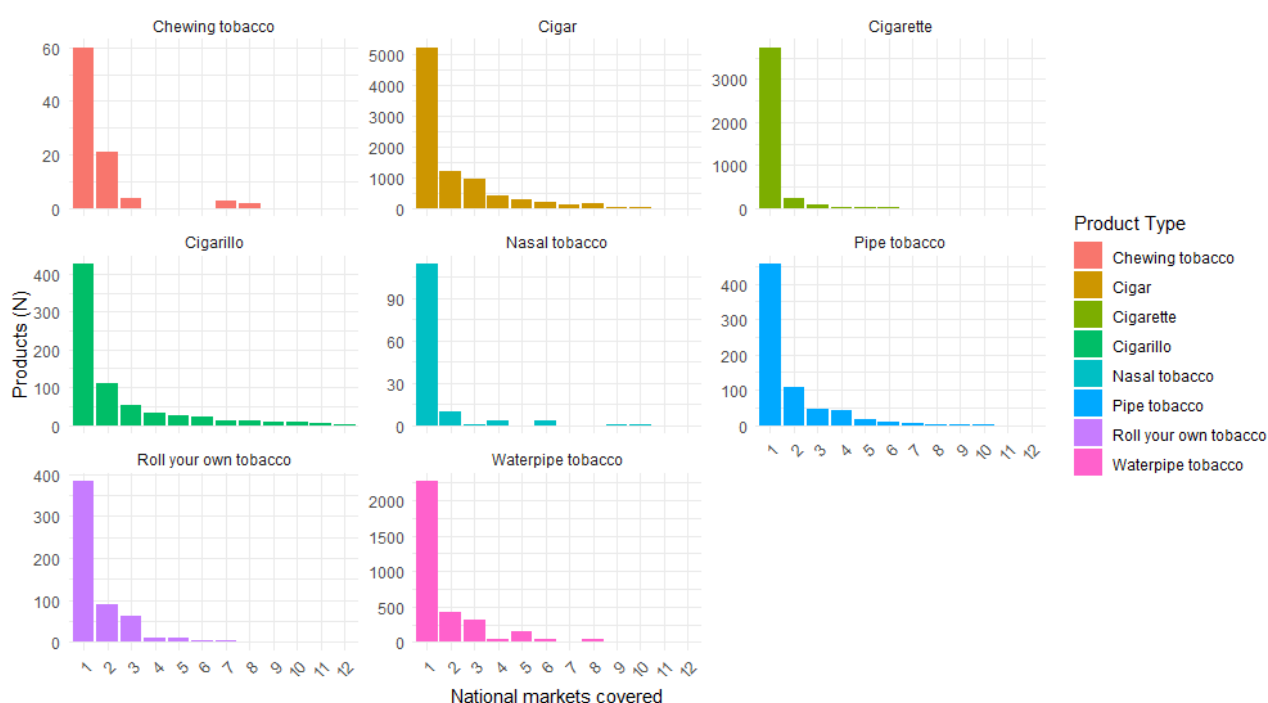 Chewing tobacco
Cigar
Cigarette
60
40
20
0
5000
4000
3000
2000
1000
0
3000
2000
1000
0
Cigarillo
Nasal tobacco
Pipe tobacco
400
300
200
100
0
90
60
30
0
400
300
200
100
0
1 2 3 4 5 6 7 8 9 10 11 12
Roll your own tobacco
Waterpipe tobacco
400
300
200
100
0
2000
1500
1000
500
0
1 2 3 4 5 6 7 8 9 10 11 12
1 2 3 4 5 6 7 8 9 10 11 12
Products (N)
National markets covered
Product Type
Chewing tobacco
Cigar
Cigarette
Cigarillo
Nasal tobacco
Pipe tobacco
Roll your own tobacco
Waterpipe tobacco